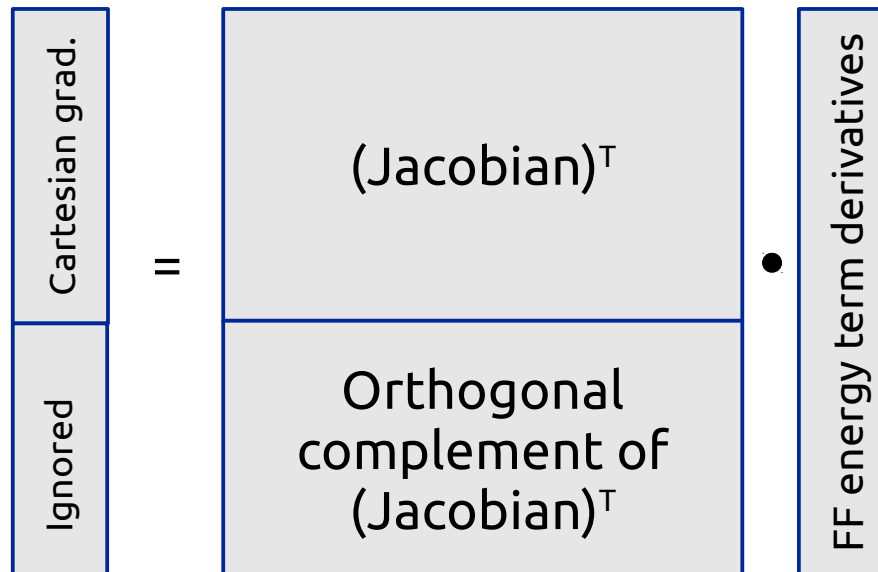 Cartesian grad.
Ignored
=
(Jacobian)ᵀ
Orthogonal
complement of
(Jacobian)ᵀ
•
FF energy term derivatives